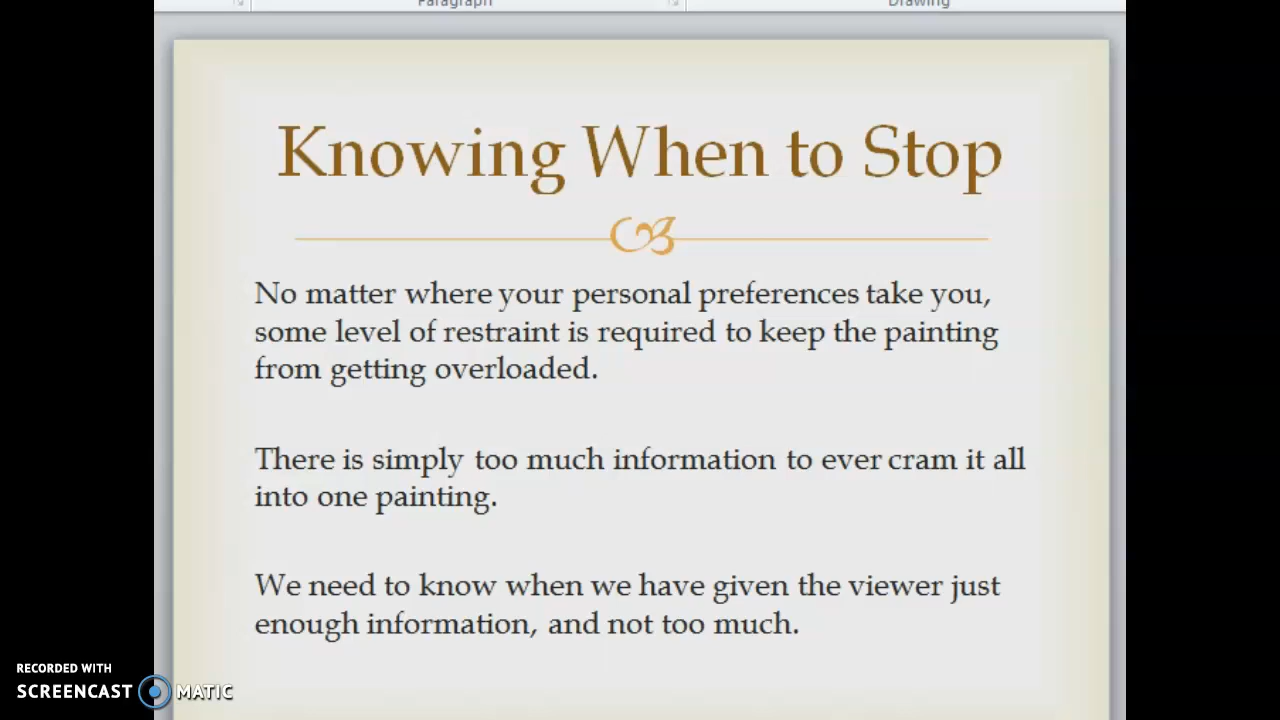 Paragraph
Drawing
Knowing When to Stop
No matter where your personal preferences take you,
some level of restraint is required to keep the painting
from getting overloaded.
There is simply too much information to ever cram it all
into one painting.
We need to know when we have given the viewer just
enough information, and not too much.
RECORDED WITH
SCREENCAST MATIC